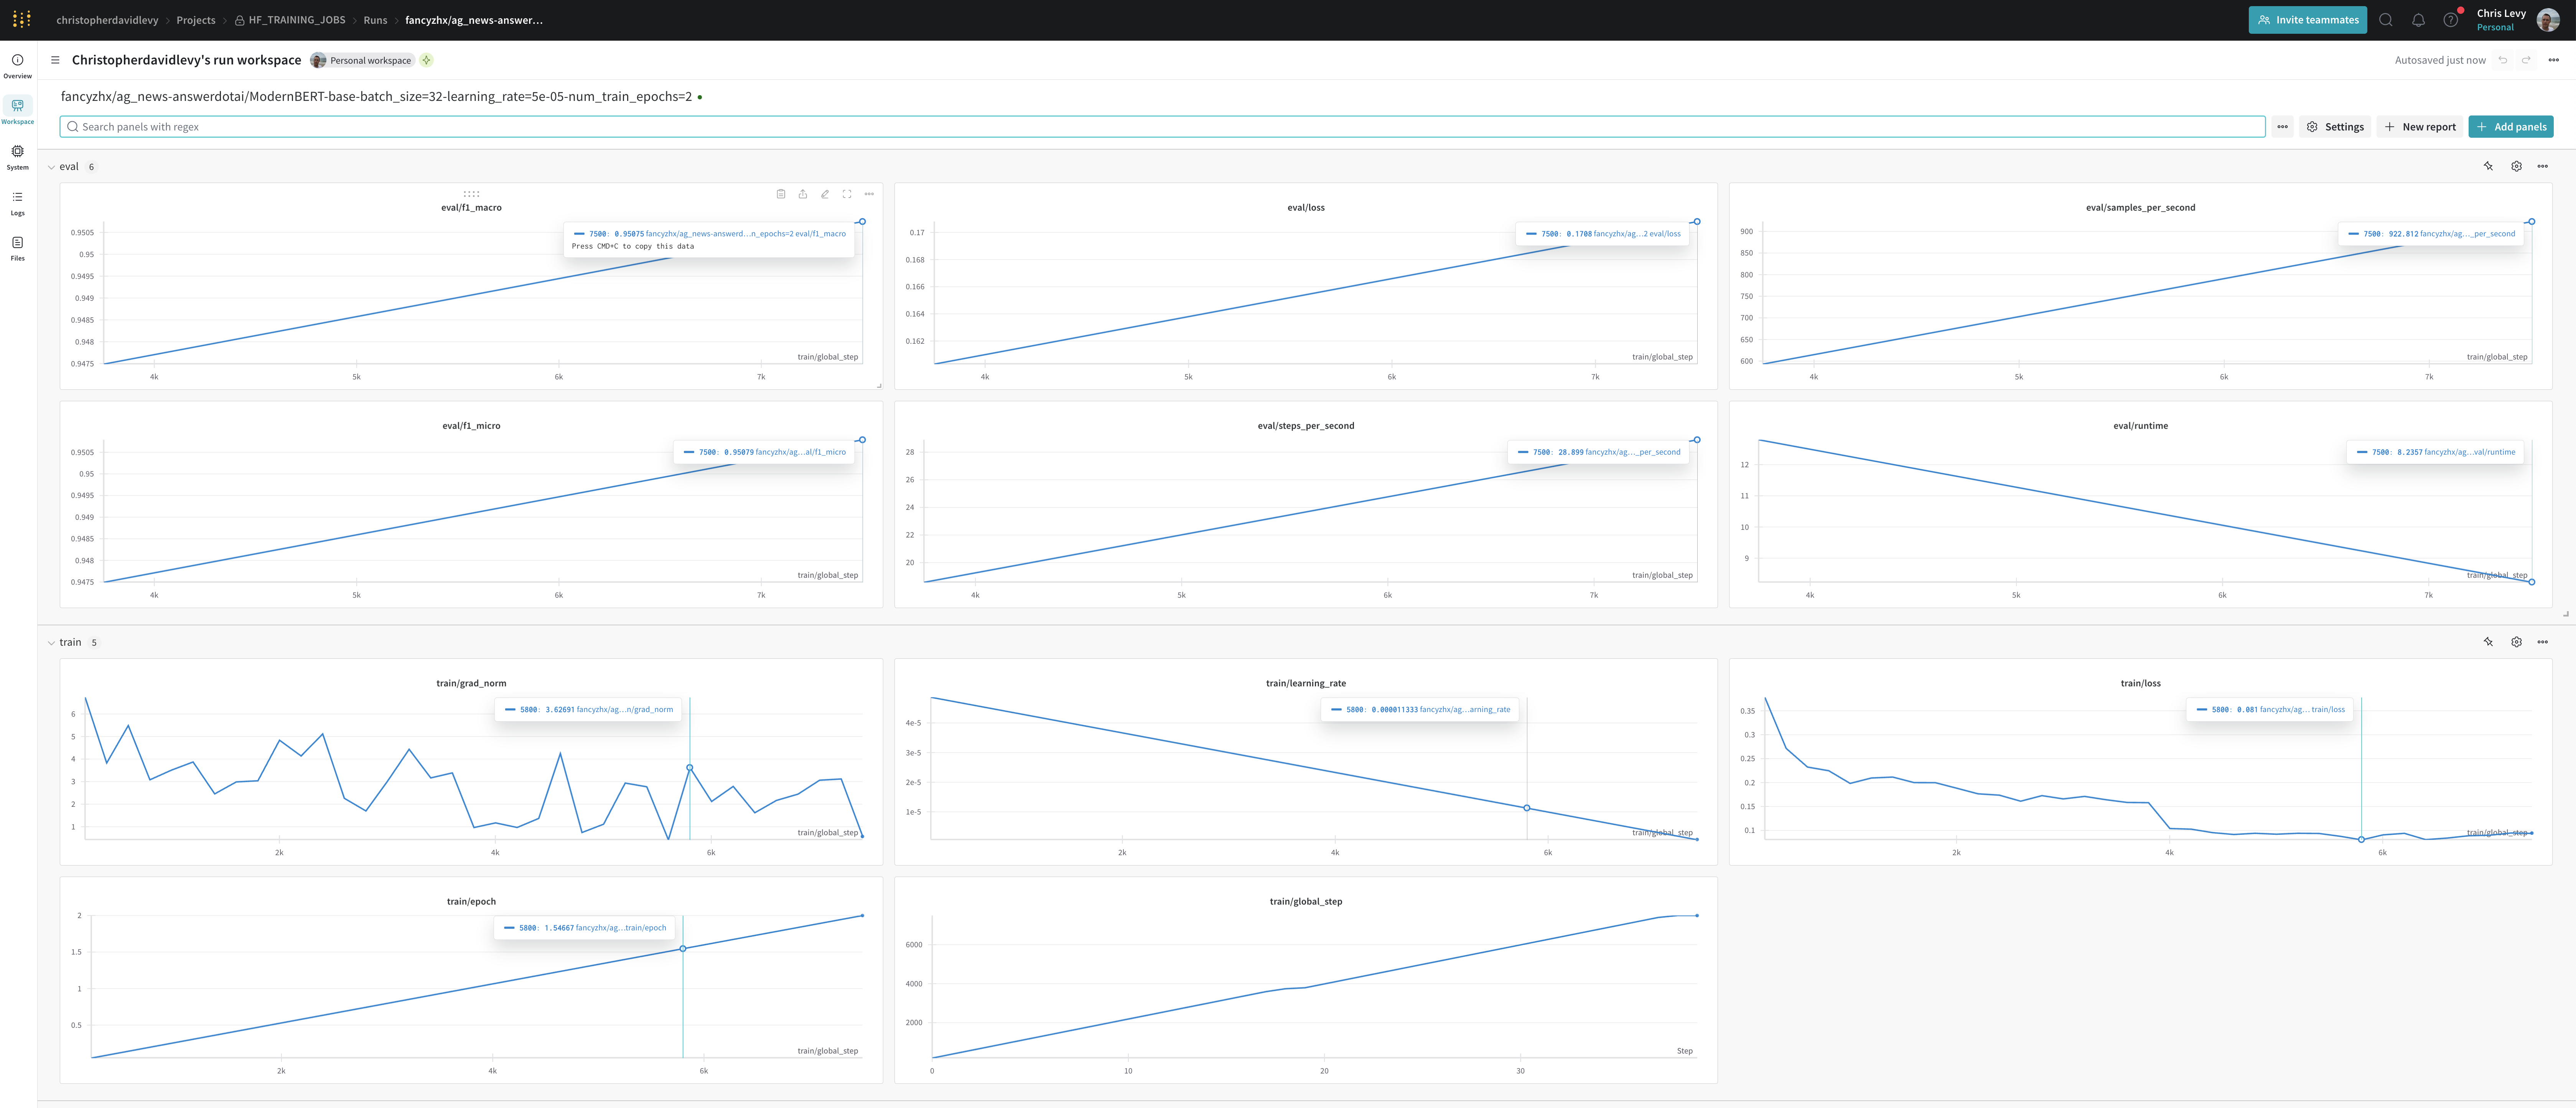 christopherdavidlevy > Projects > HF_TRAINING_JOBS > Runs > fancyzhx/ag_news-answer...
Invite teammates
Chris Levy
Personal
Overview
Workspace
System
Logs
Files
Christopherdavidlevy's run workspace
Personal workspace
Autosaved just now
fancyzhx/ag_news-answerdotai/ModernBERT-base-batch_size=32-learning_rate=5e-05-num_train_epochs=2
Search panels with regex
Settings
New report
Add panels
eval 6
eval/f1_macro
7500: 0.95075 fancyzhx/ag_news-answerd...n_epochs=2 eval/f1_macro
Press CMD+C to copy this data
0.9505
0.95
0.9495
0.949
0.9485
0.948
0.9475
train/global_step
4k 5k 6k 7k
eval/loss
7500: 0.1708 fancyzhx/ag...2 eval/loss
0.17
0.168
0.166
0.164
0.162
train/global_step
4k 5k 6k 7k
eval/samples_per_second
7500: 922.812 fancyzhx/ag..._per_second
900
850
800
750
700
650
600
train/global_step
4k 5k 6k 7k
eval/f1_micro
7500: 0.95079 fancyzhx/ag...al/f1_micro
0.9505
0.95
0.9495
0.949
0.9485
0.948
0.9475
train/global_step
4k 5k 6k 7k
eval/steps_per_second
7500: 28.899 fancyzhx/ag..._per_second
28
26
24
22
20
train/global_step
4k 5k 6k 7k
eval/runtime
7500: 8.2357 fancyzhx/ag...val/runtime
12
11
10
9
train/global_step
4k 5k 6k 7k
train 5
train/grad_norm
5800: 3.62691 fancyzhx/ag...n/grad_norm
6
5
4
3
2
1
train/global_step
2k 4k 6k
train/learning_rate
5800: 0.000011333 fancyzhx/ag...arning_rate
4e-5
3e-5
2e-5
1e-5
train/global_step
2k 4k 6k
train/loss
5800: 0.081 fancyzhx/ag... train/loss
0.35
0.3
0.25
0.2
0.15
0.1
train/global_step
2k 4k 6k
train/epoch
5800: 1.54667 fancyzhx/ag...train/epoch
2
1.5
1
0.5
train/global_step
2k 4k 6k
train/global_step
6000
4000
2000
Step
0 10 20 30